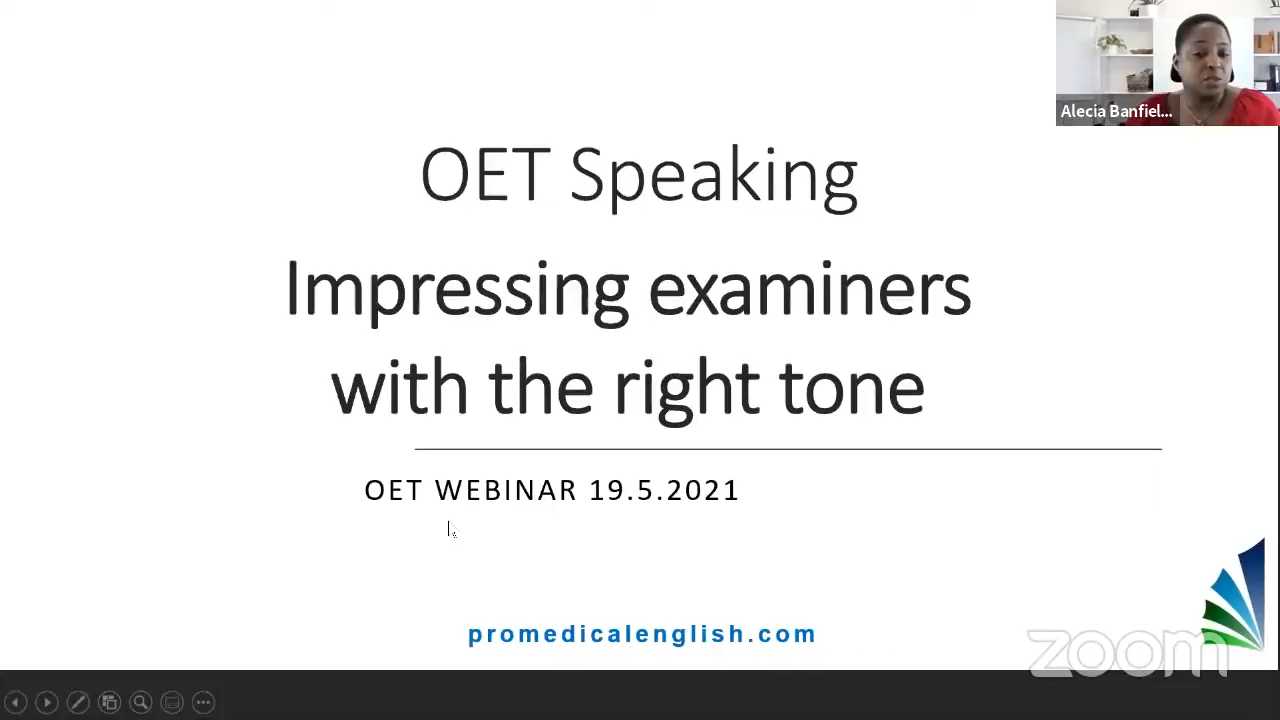 Alecia Banfiel...
OET Speaking
Impressing examiners
with the right tone
OET WEBINAR 19.5.2021
promedicalenglish.com
zoom